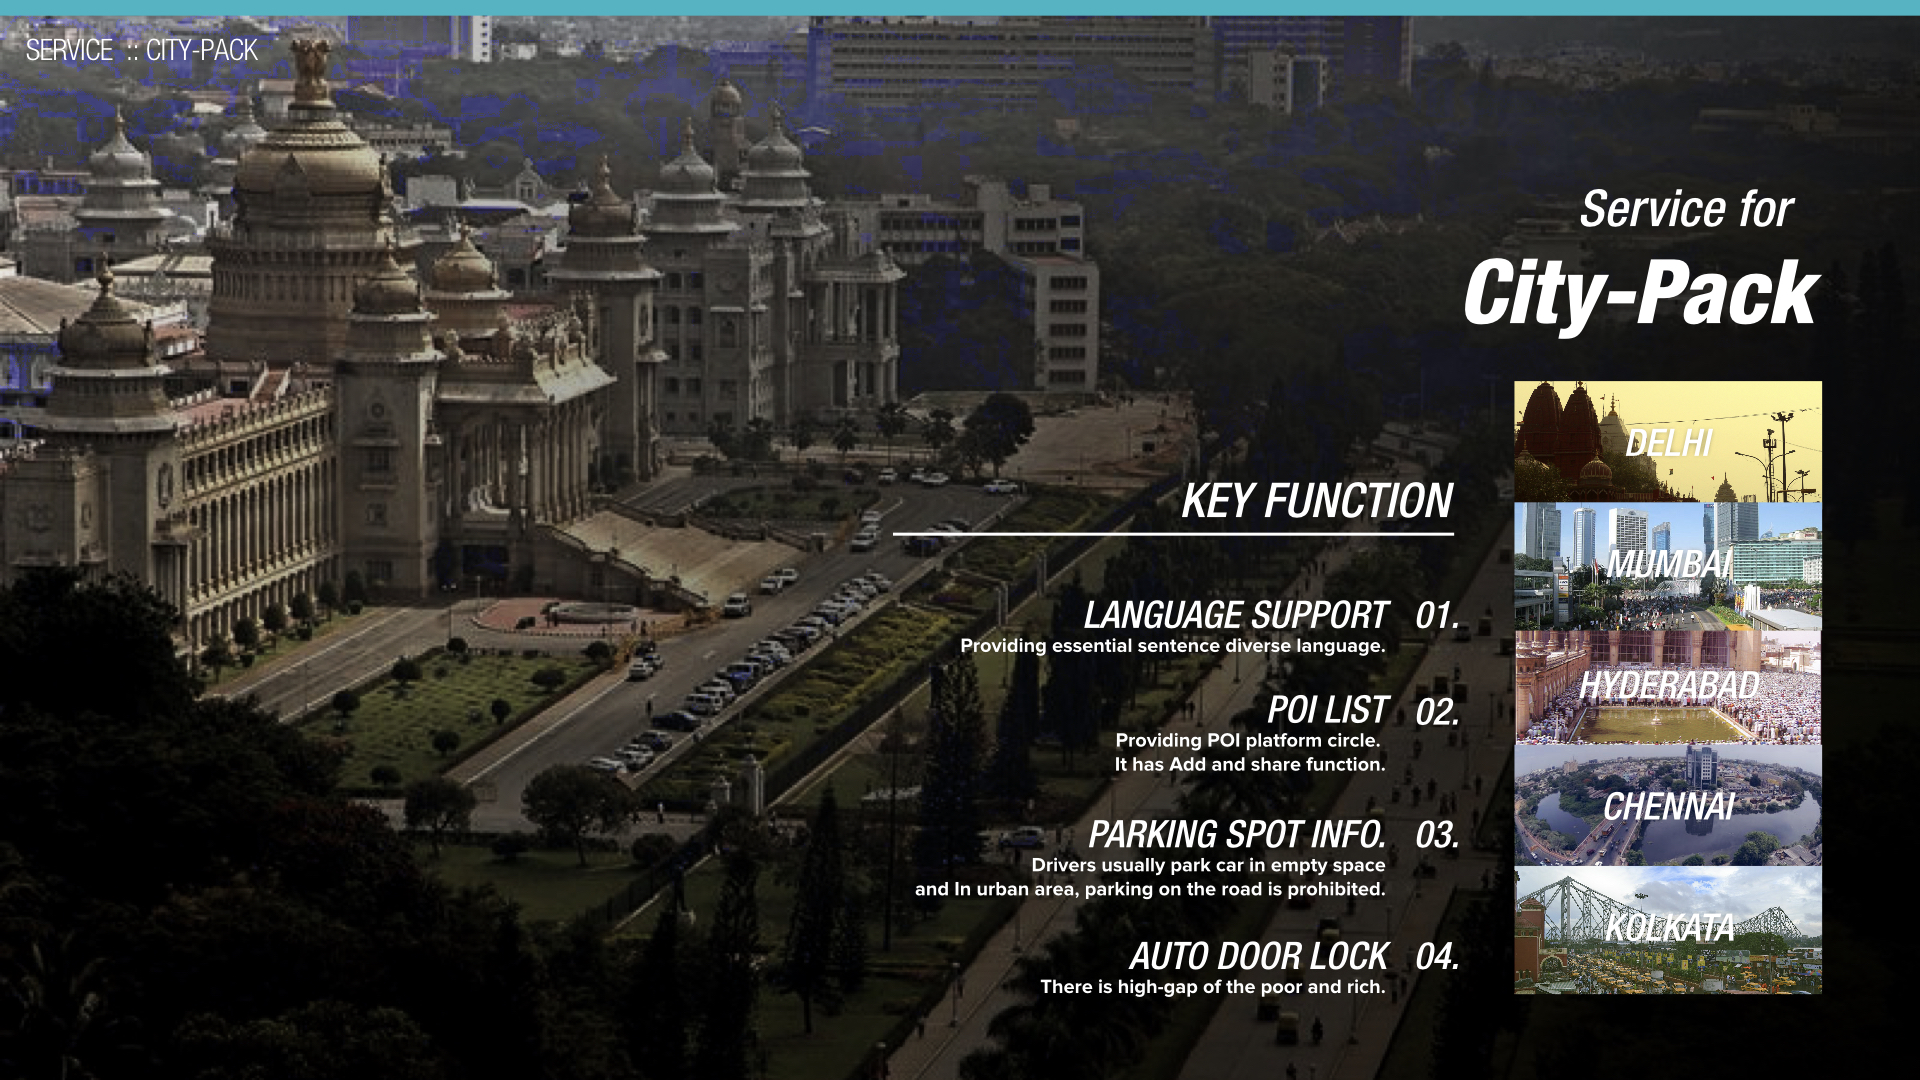 SERVICE :: CITY-PACK
Service for
City-Pack
KEY FUNCTION
LANGUAGE SUPPORT 01.
Providing essential sentence diverse language.
POI LIST 02.
Providing POI platform circle.
It has Add and share function.
PARKING SPOT INFO. 03.
Drivers usually park car in empty space
and In urban area, parking on the road is prohibited.
AUTO DOOR LOCK 04.
There is high-gap of the poor and rich.
DELHI
MUMBAI
HYDERABAD
CHENNAI
KOLKATA